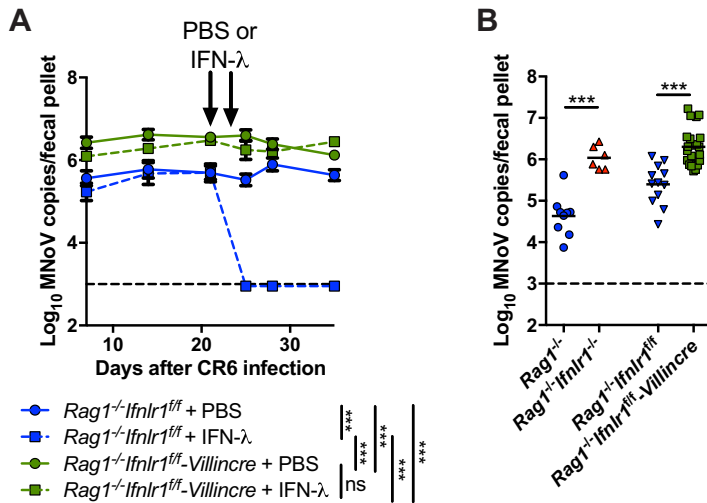 A
PBS or
IFN-λ
Log10 MNoV copies/fecal pellet
8
6
4
2
10
20
30
Days after CR6 infection
Rag1-/-Ifnlr1f/f + PBS
Rag1-/-Ifnlr1f/f + IFN-λ
Rag1-/-Ifnlr1f/f-Villincre + PBS
Rag1-/-Ifnlr1f/f-Villincre + IFN-λ
***
***
***
***
***
ns
B
Log10 MNoV copies/fecal pellet
8
7
6
5
4
3
2
***
***
Rag1-/-
Rag1-/-Ifnlr1-/-
Rag1-/-Ifnlr1f/f
Rag1-/-Ifnlr1f/f-Villincre